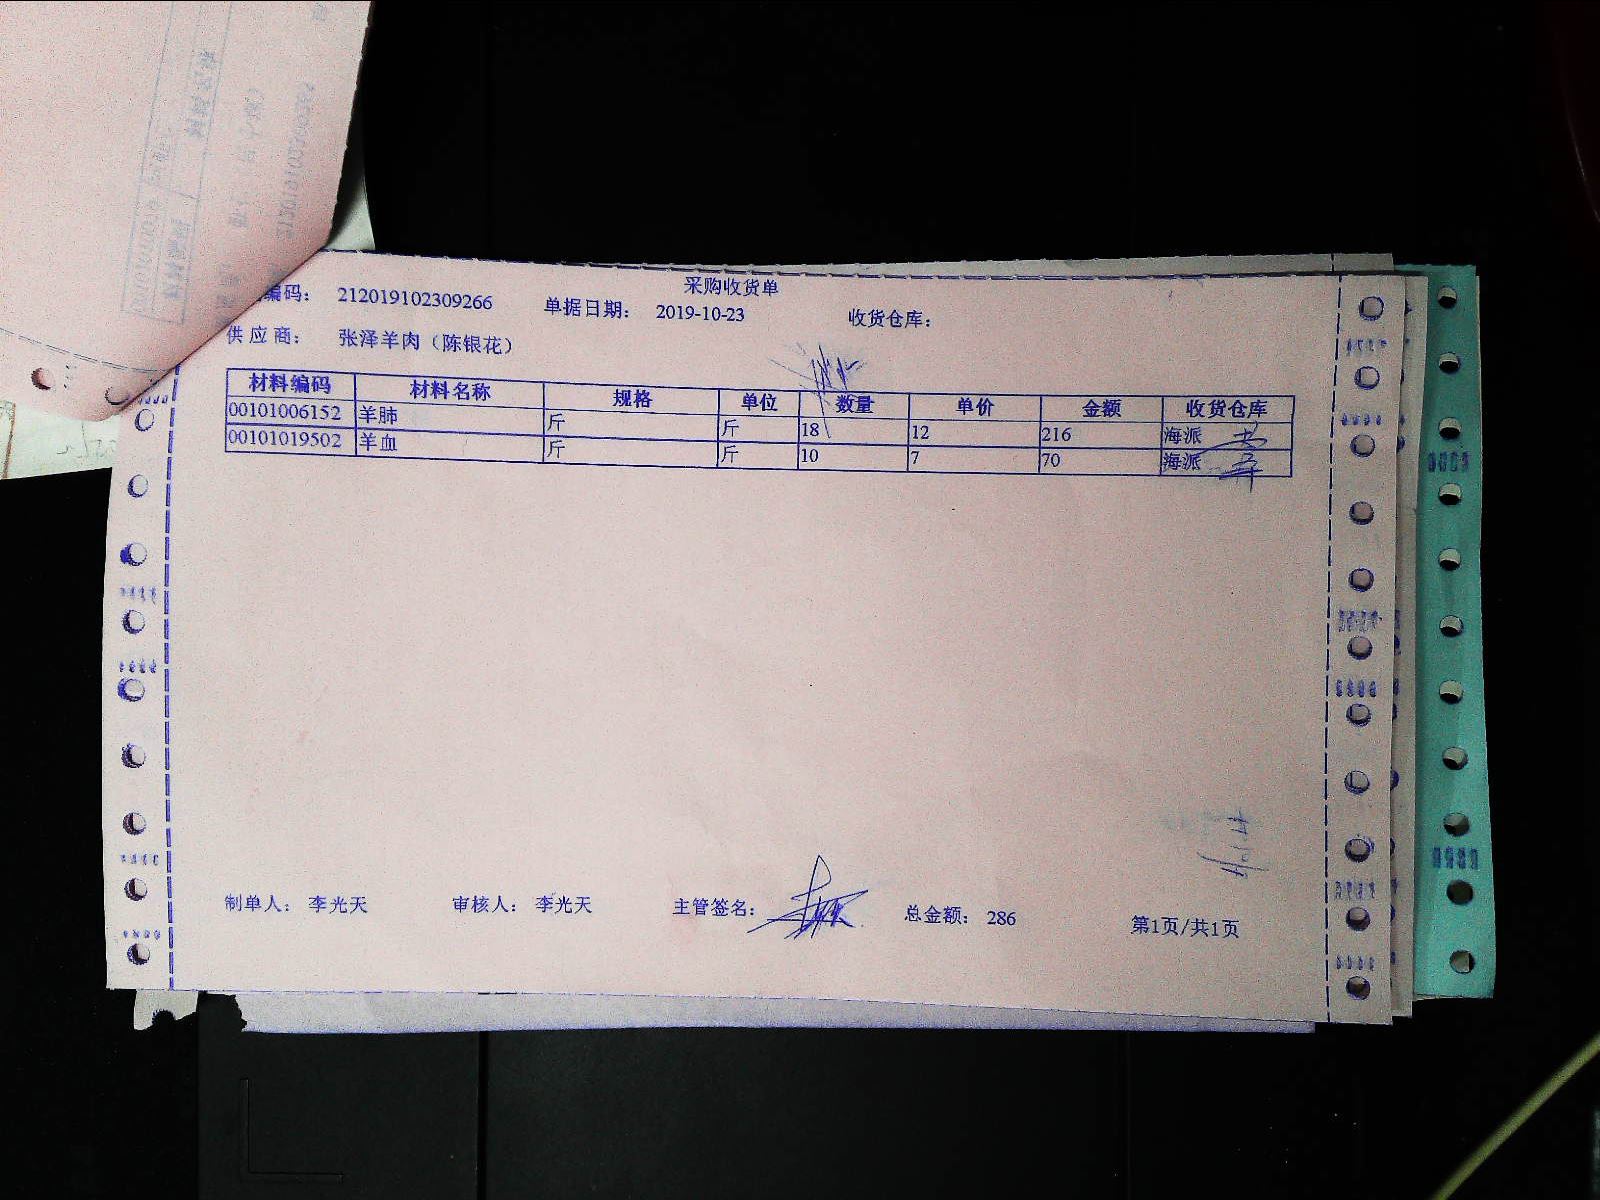 采购收货单
编码： 212019102309266 单据日期： 2019-10-23 收货仓库：
供应商： 张泽羊肉（陈银花）
材料编码 材料名称 规格 单位 数量 单价 金额 收货仓库
00101006152 羊肺 斤 斤 18 12 216 海派
00101019502 羊血 斤 斤 10 7 70 海派
制单人： 李光天 审核人： 李光天 主管签名： 总金额： 286 第1页/共1页